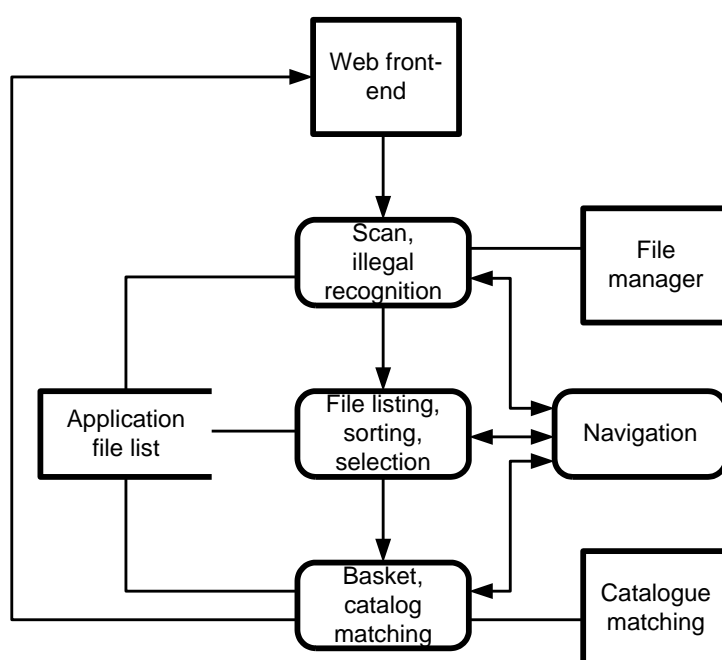 Web front-
end
Scan,
illegal
recognition
File
manager
Application
file list
File listing,
sorting,
selection
Navigation
Basket,
catalog
matching
Catalogue
matching